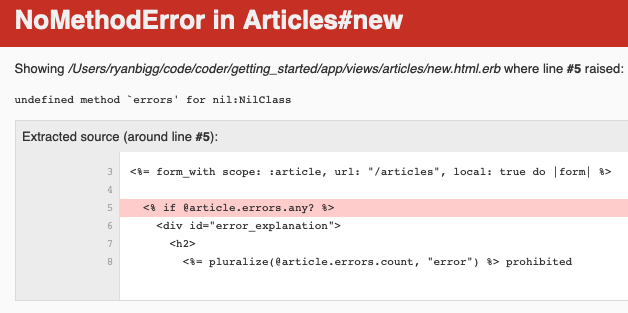 NoMethodError in Articles#new
Showing /Users/ryanbigg/code/coder/getting_started/app/views/articles/new.html.erb where line #5 raised:
undefined method `errors' for nil:NilClass
Extracted source (around line #5):
3 <%= form_with scope: :article, url: "/articles", local: true do |form| %>
4
5 <% if @article.errors.any? %>
6 <div id="error_explanation">
7 <h2>
8 <%= pluralize(@article.errors.count, "error") %> prohibited